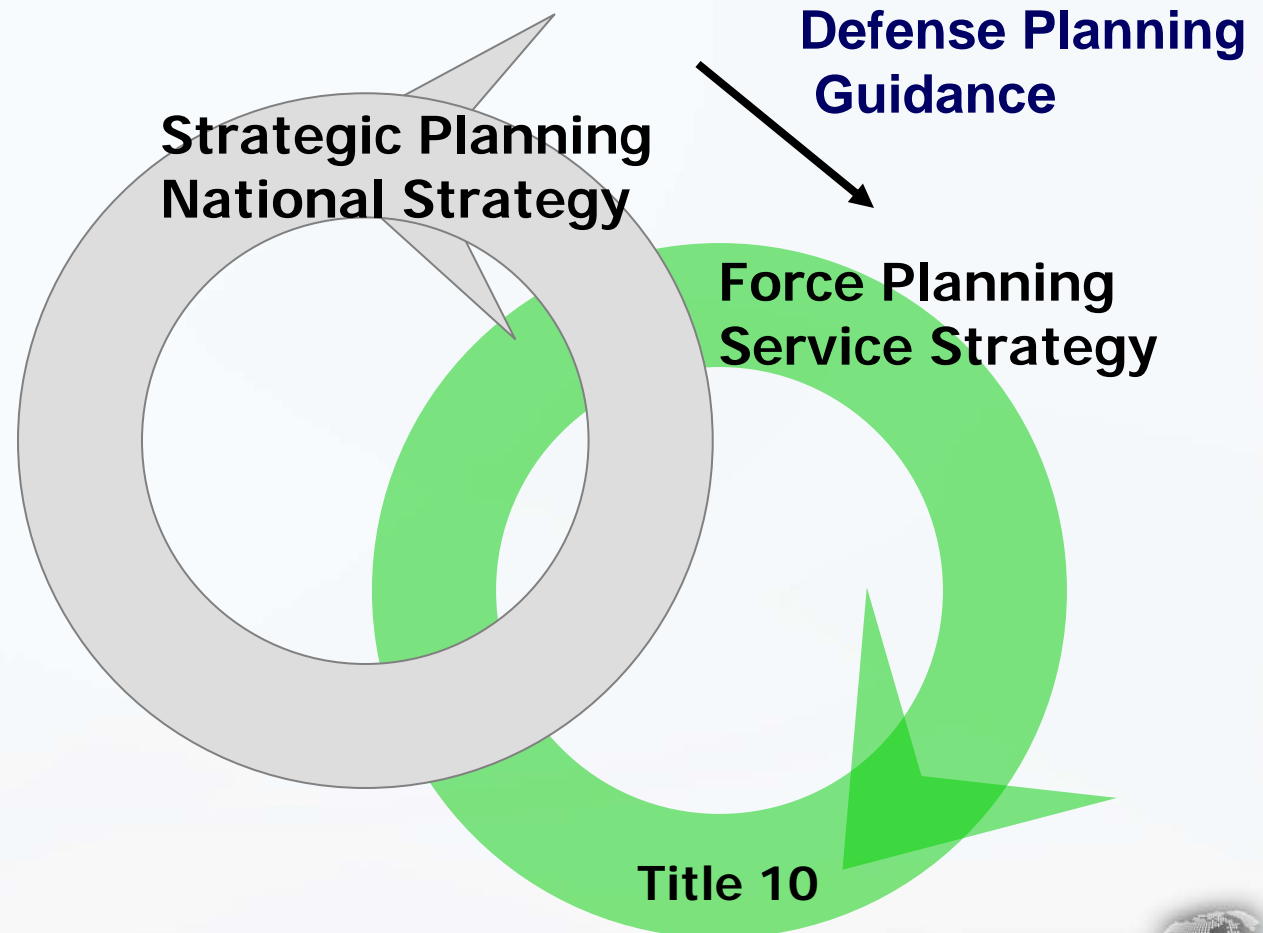 Defense Planning
Guidance
Strategic Planning
National Strategy
Force Planning
Service Strategy
Title 10